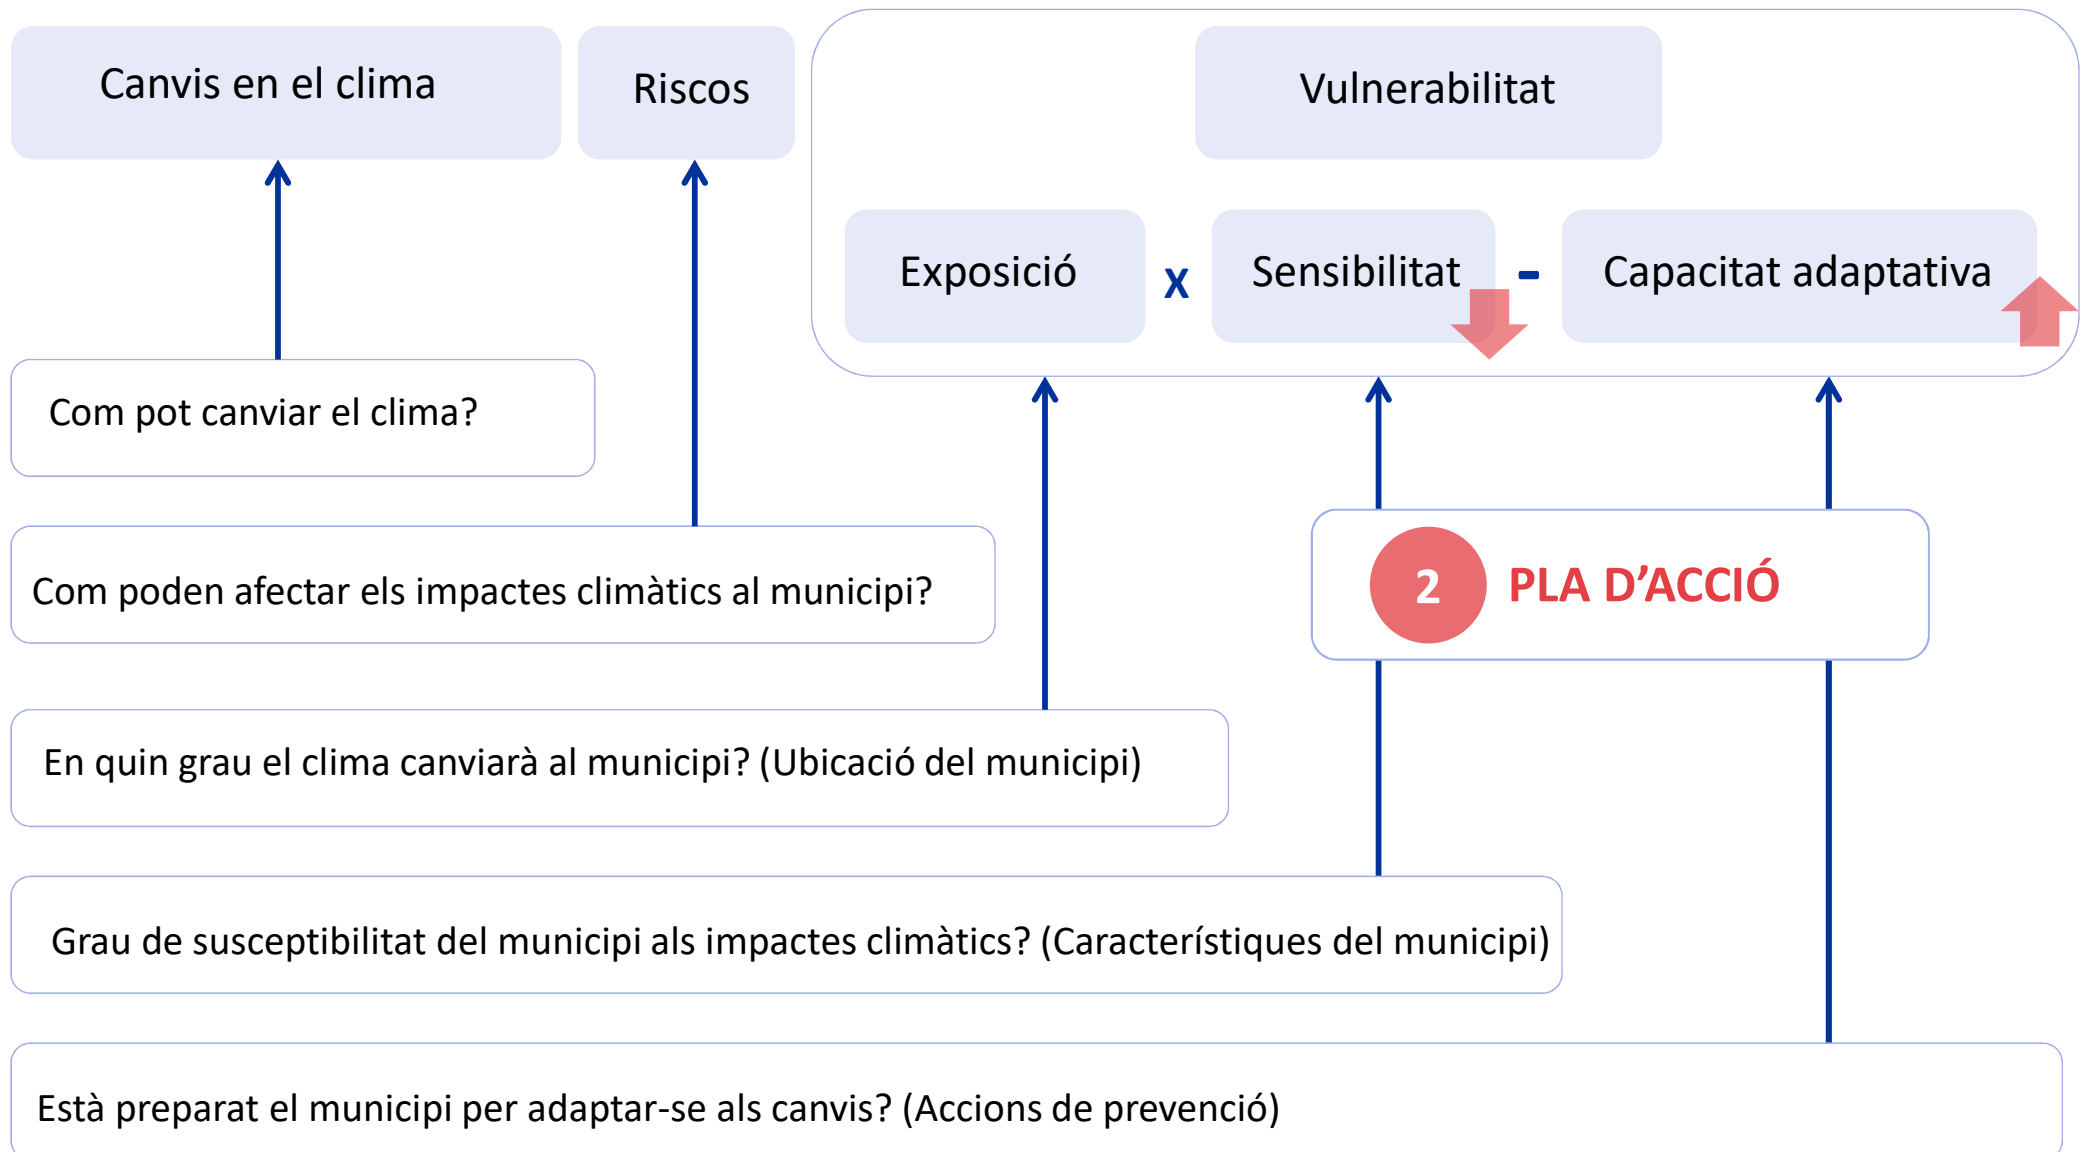 Canvis en el clima
Riscos
Vulnerabilitat
Exposició x Sensibilitat - Capacitat adaptativa
Com pot canviar el clima?
Com poden afectar els impactes climàtics al municipi?
2 PLA D’ACCIÓ
En quin grau el clima canviarà al municipi? (Ubicació del municipi)
Grau de susceptibilitat del municipi als impactes climàtics? (Característiques del municipi)
Està preparat el municipi per adaptar-se als canvis? (Accions de prevenció)